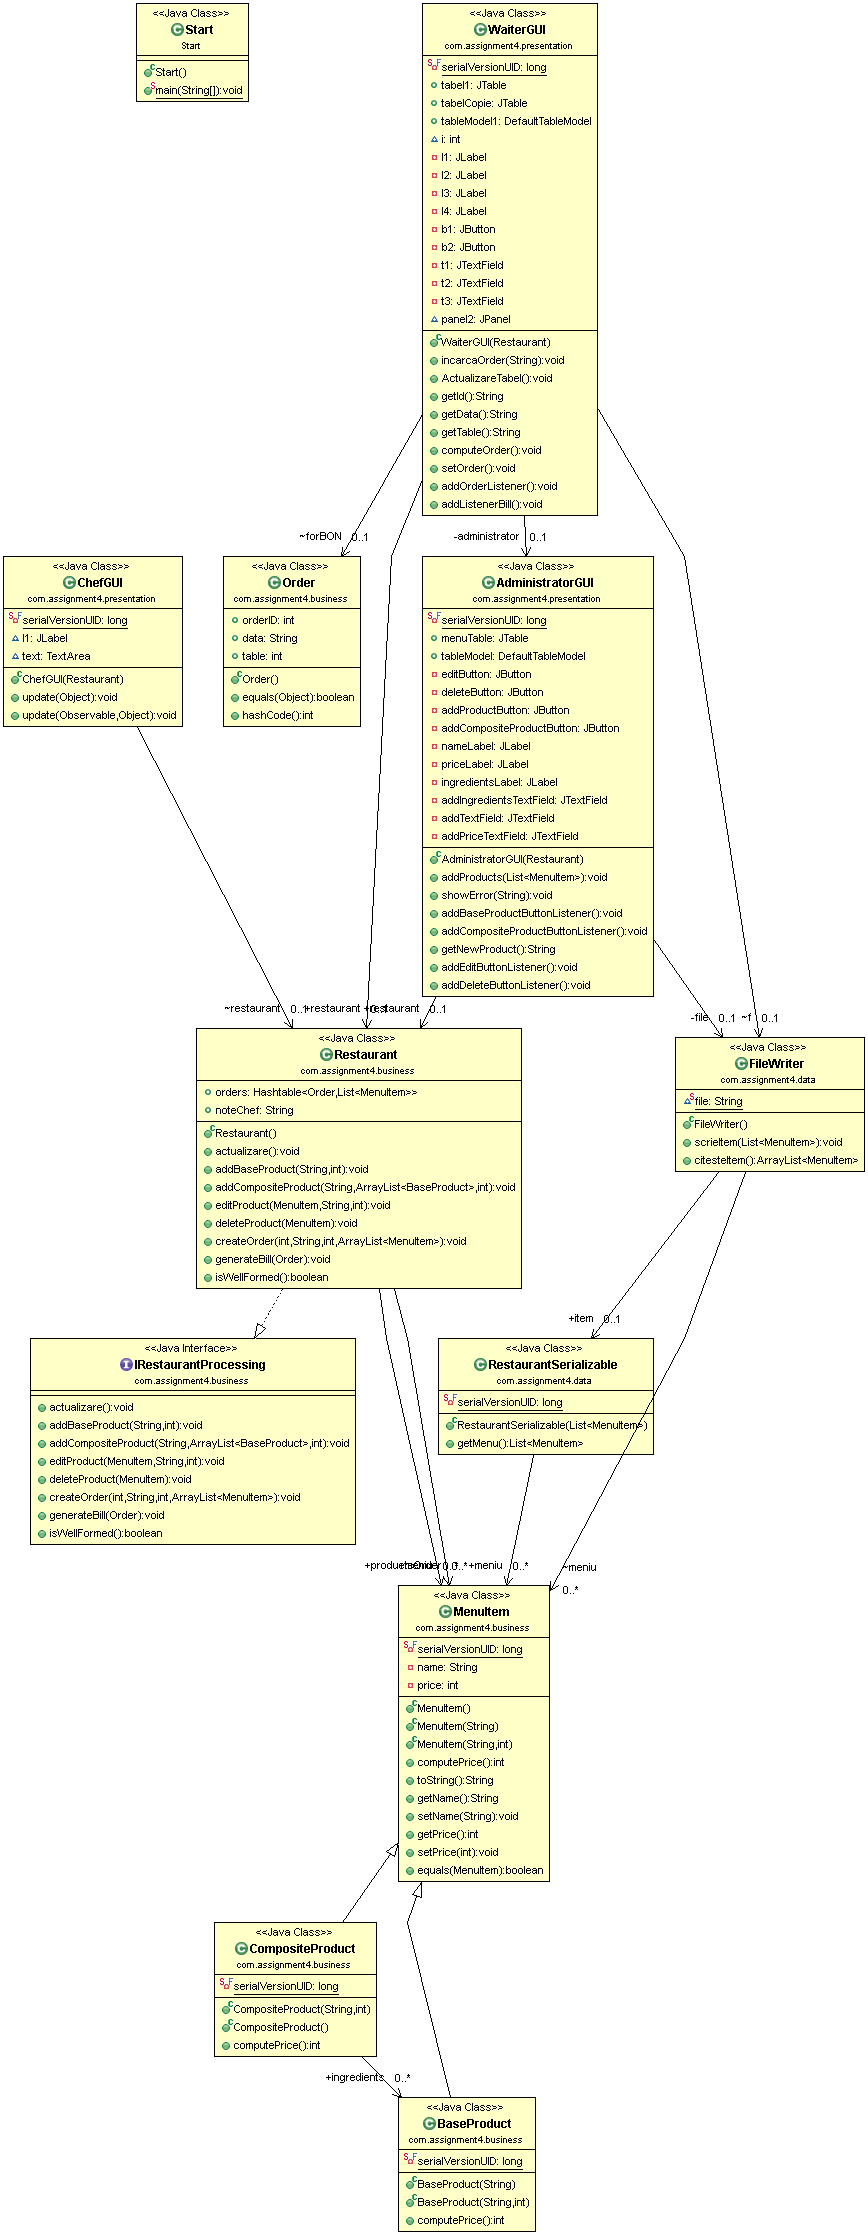 <<Java Class>>
Start
Start
Start()
main(String[]):void
<<Java Class>>
WaiterGUI
com.assignment4.presentation
serialVersionUID: long
tabel1: JTable
tabelCopie: JTable
tableModel1: DefaultTableModel
i: int
l1: JLabel
l2: JLabel
l3: JLabel
l4: JLabel
b1: JButton
b2: JButton
t1: JTextField
t2: JTextField
t3: JTextField
panel2: JPanel
WaiterGUI(Restaurant)
incarcaOrder(String):void
ActualizareTabel():void
getId():String
getData():String
getTable():String
computeOrder():void
setOrder():void
addOrderListener():void
addListenerBill():void
~forBON 0..1
-administrator 0..1
<<Java Class>>
ChefGUI
com.assignment4.presentation
serialVersionUID: long
l1: JLabel
text: TextArea
ChefGUI(Restaurant)
update(Object):void
update(Observable,Object):void
<<Java Class>>
Order
com.assignment4.business
orderID: int
data: String
table: int
Order()
equals(Object):boolean
hashCode():int
<<Java Class>>
AdministratorGUI
com.assignment4.presentation
serialVersionUID: long
menuTable: JTable
tableModel: DefaultTableModel
editButton: JButton
deleteButton: JButton
addProductButton: JButton
addCompositeProductButton: JButton
nameLabel: JLabel
priceLabel: JLabel
ingredientsLabel: JLabel
addIngredientsTextField: JTextField
addTextField: JTextField
addPriceTextField: JTextField
AdministratorGUI(Restaurant)
addProducts(List<MenuItem>):void
showError(String):void
addBaseProductButtonListener():void
addCompositeProductButtonListener():void
getNewProduct():String
addEditButtonListener():void
addDeleteButtonListener():void
~restaurant 0..1 +restaurant +restaurant 0..1
-file 0..1 ~f 0..1
<<Java Class>>
Restaurant
com.assignment4.business
orders: Hashtable<Order,List<MenuItem>>
noteChef: String
Restaurant()
actualizare():void
addBaseProduct(String,int):void
addCompositeProduct(String,ArrayList<BaseProduct>,int):void
editProduct(MenuItem,String,int):void
deleteProduct(MenuItem):void
createOrder(int,String,int,ArrayList<MenuItem>):void
generateBill(Order):void
isWellFormed():boolean
<<Java Class>>
FileWriter
com.assignment4.data
file: String
FileWriter()
scrieItem(List<MenuItem>):void
citesteItem():ArrayList<MenuItem>
+item 0..1
<<Java Interface>>
IRestaurantProcessing
com.assignment4.business
actualizare():void
addBaseProduct(String,int):void
addCompositeProduct(String,ArrayList<BaseProduct>,int):void
editProduct(MenuItem,String,int):void
deleteProduct(MenuItem):void
createOrder(int,String,int,ArrayList<MenuItem>):void
generateBill(Order):void
isWellFormed():boolean
<<Java Class>>
RestaurantSerializable
com.assignment4.data
serialVersionUID: long
RestaurantSerializable(List<MenuItem>)
getMenu():List<MenuItem>
0..* +meniu 0..*
~meniu
0..*
<<Java Class>>
MenuItem
com.assignment4.business
serialVersionUID: long
name: String
price: int
MenuItem()
MenuItem(String)
MenuItem(String,int)
computePrice():int
toString():String
getName():String
setName(String):void
getPrice():int
setPrice(int):void
equals(MenuItem):boolean
<<Java Class>>
CompositeProduct
com.assignment4.business
serialVersionUID: long
CompositeProduct(String,int)
CompositeProduct()
computePrice():int
+ingredients 0..*
<<Java Class>>
BaseProduct
com.assignment4.business
serialVersionUID: long
BaseProduct(String)
BaseProduct(String,int)
computePrice():int